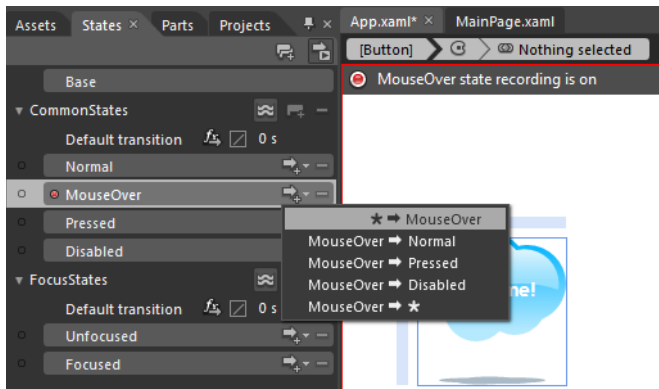 Assets States × Parts Projects
App.xaml* × MainPage.xaml
[Button] Nothing selected
MouseOver state recording is on
Base
CommonStates
Default transition fx 0 s
Normal
MouseOver
Pressed
Disabled
* ➡ MouseOver
MouseOver ➡ Normal
MouseOver ➡ Pressed
MouseOver ➡ Disabled
MouseOver ➡ *
FocusStates
Default transition fx 0 s
Unfocused
Focused